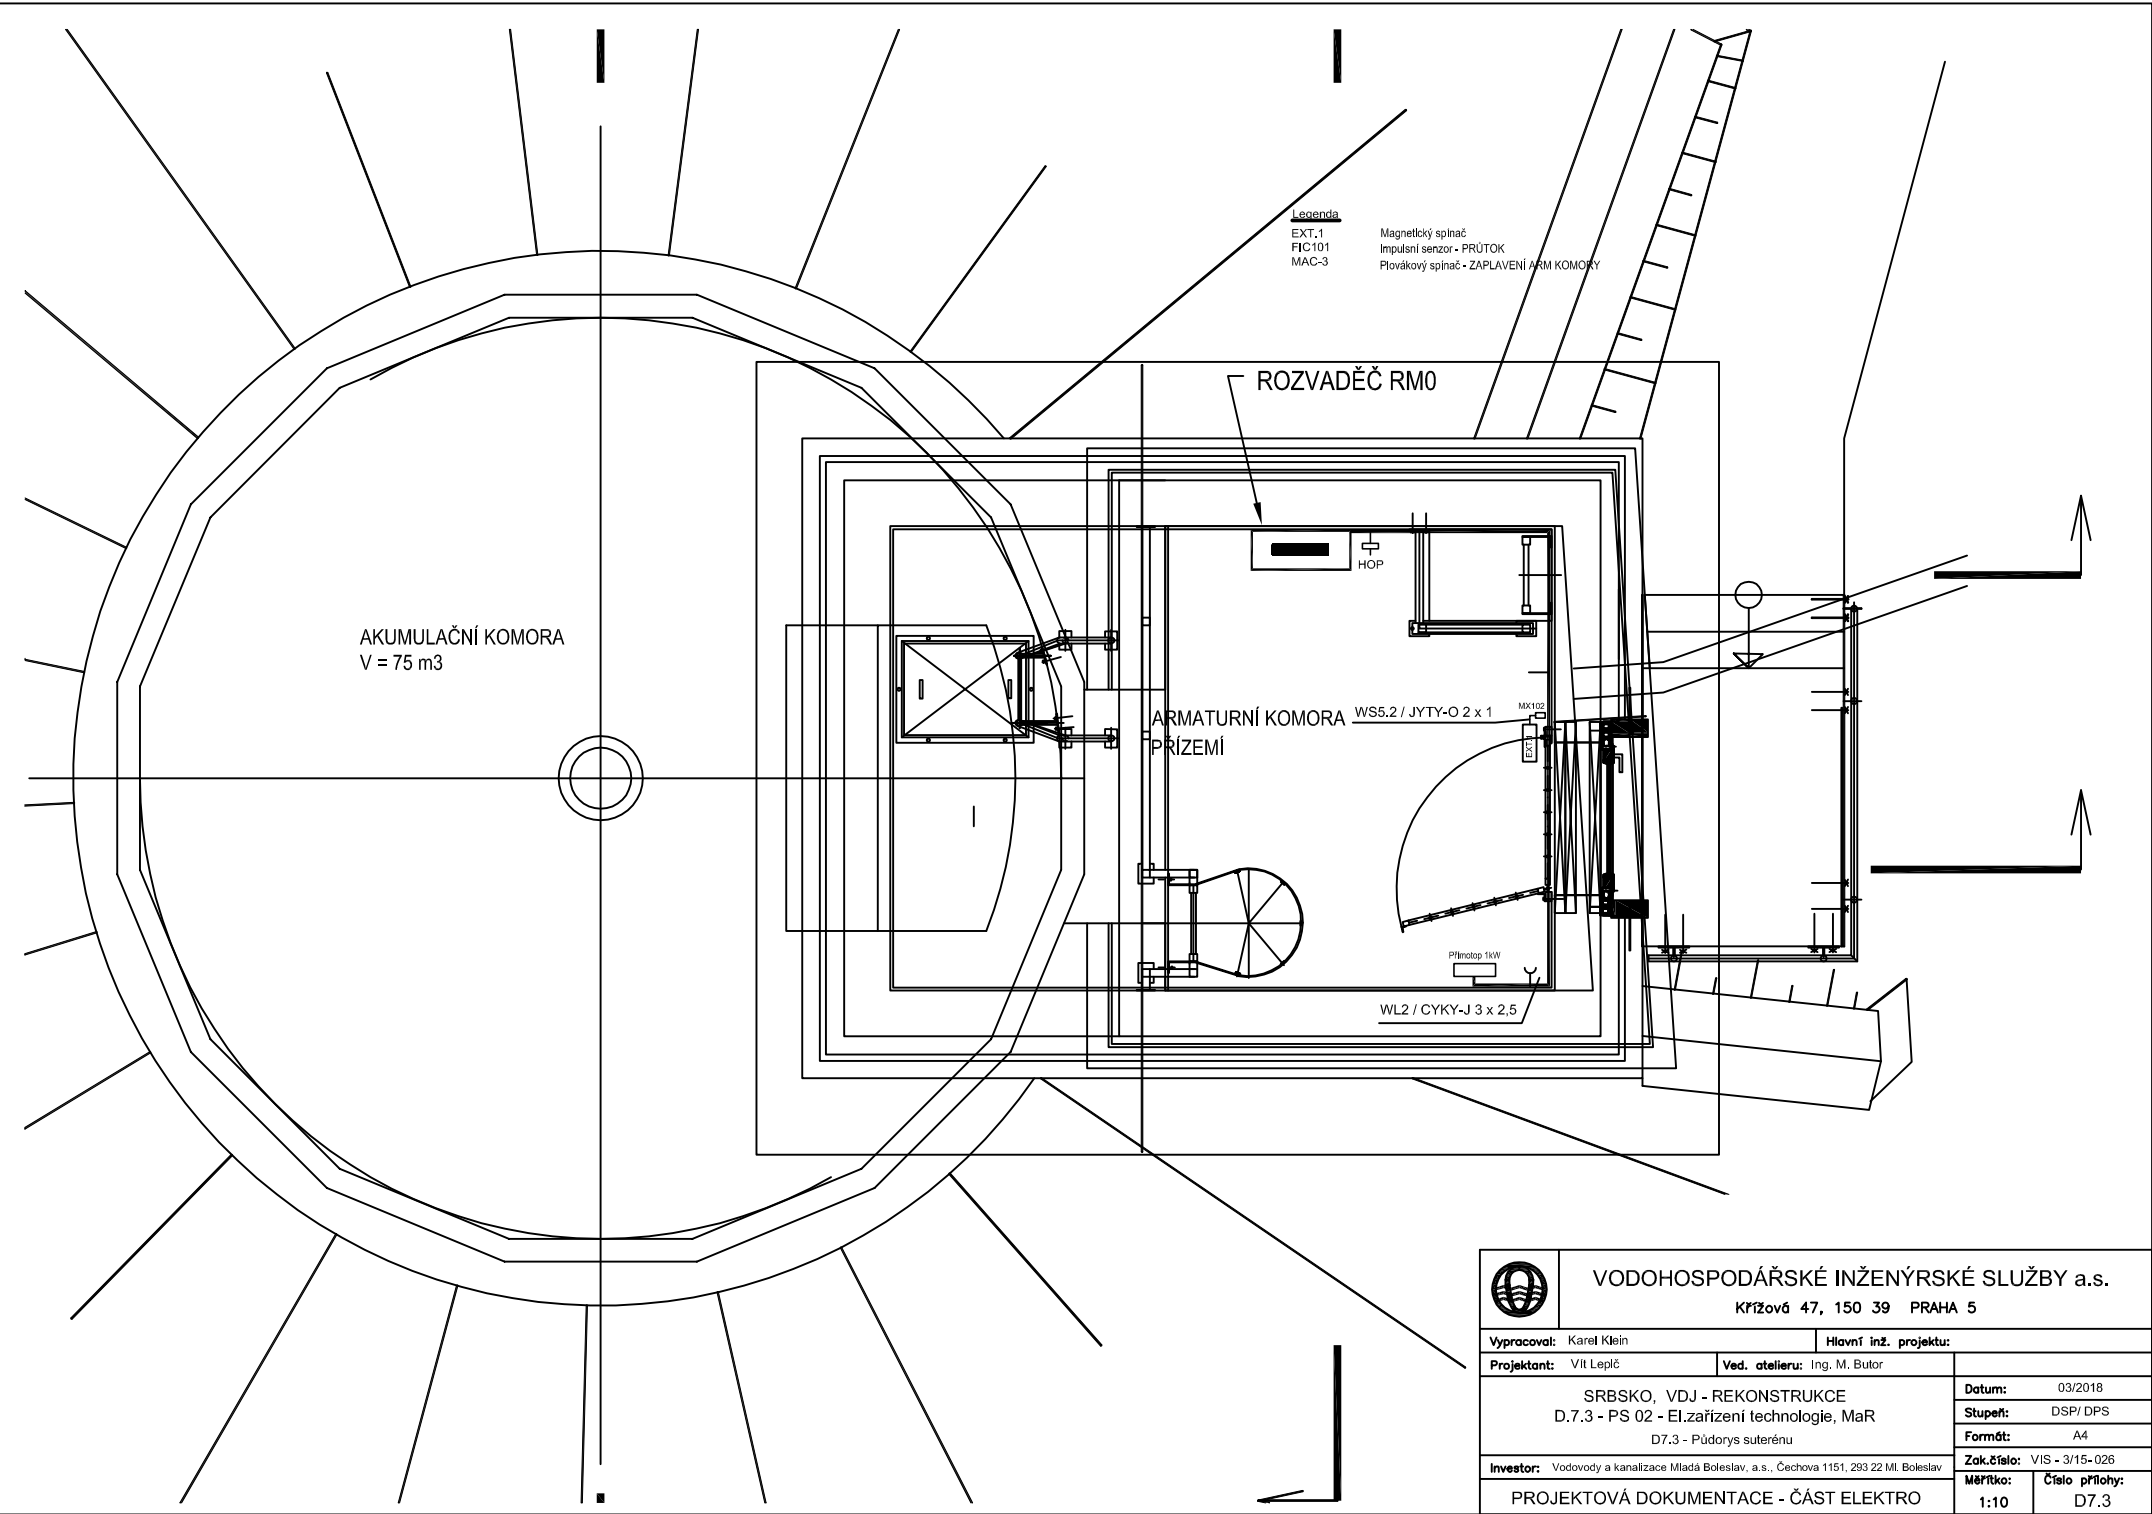 Legenda
EXT.1 Magnetický spínač
FIC101 Impulsní senzor - PRŮTOK
MAC-3 Plovákový spínač - ZAPLAVENÍ ARM KOMORY
ROZVADĚČ RM0
HOP
AKUMULAČNÍ KOMORA
V = 75 m3
ARMATURNÍ KOMORA
PŘÍZEMÍ
WS5.2 / JYTY-O 2 x 1
MX102
EXT.1
Přímotop 1kW
WL2 / CYKY-J 3 x 2,5
VODOHOSPODÁŘSKÉ INŽENÝRSKÉ SLUŽBY a.s.
Křížová 47, 150 39 PRAHA 5
Vypracoval: Karel Klein Hlavní inž. projektu:
Projektant: Vít Lepič Ved. atelieru: Ing. M. Butor
SRBSKO, VDJ - REKONSTRUKCE
D.7.3 - PS 02 - El.zařízení technologie, MaR
D7.3 - Půdorys suterénu
Datum: 03/2018
Stupeň: DSP/ DPS
Formát: A4
Zak.číslo: VIS - 3/15- 026
Investor: Vodovody a kanalizace Mladá Boleslav, a.s., Čechova 1151, 293 22 Ml. Boleslav
Měřítko: Číslo přílohy:
PROJEKTOVÁ DOKUMENTACE - ČÁST ELEKTRO 1:10 D7.3